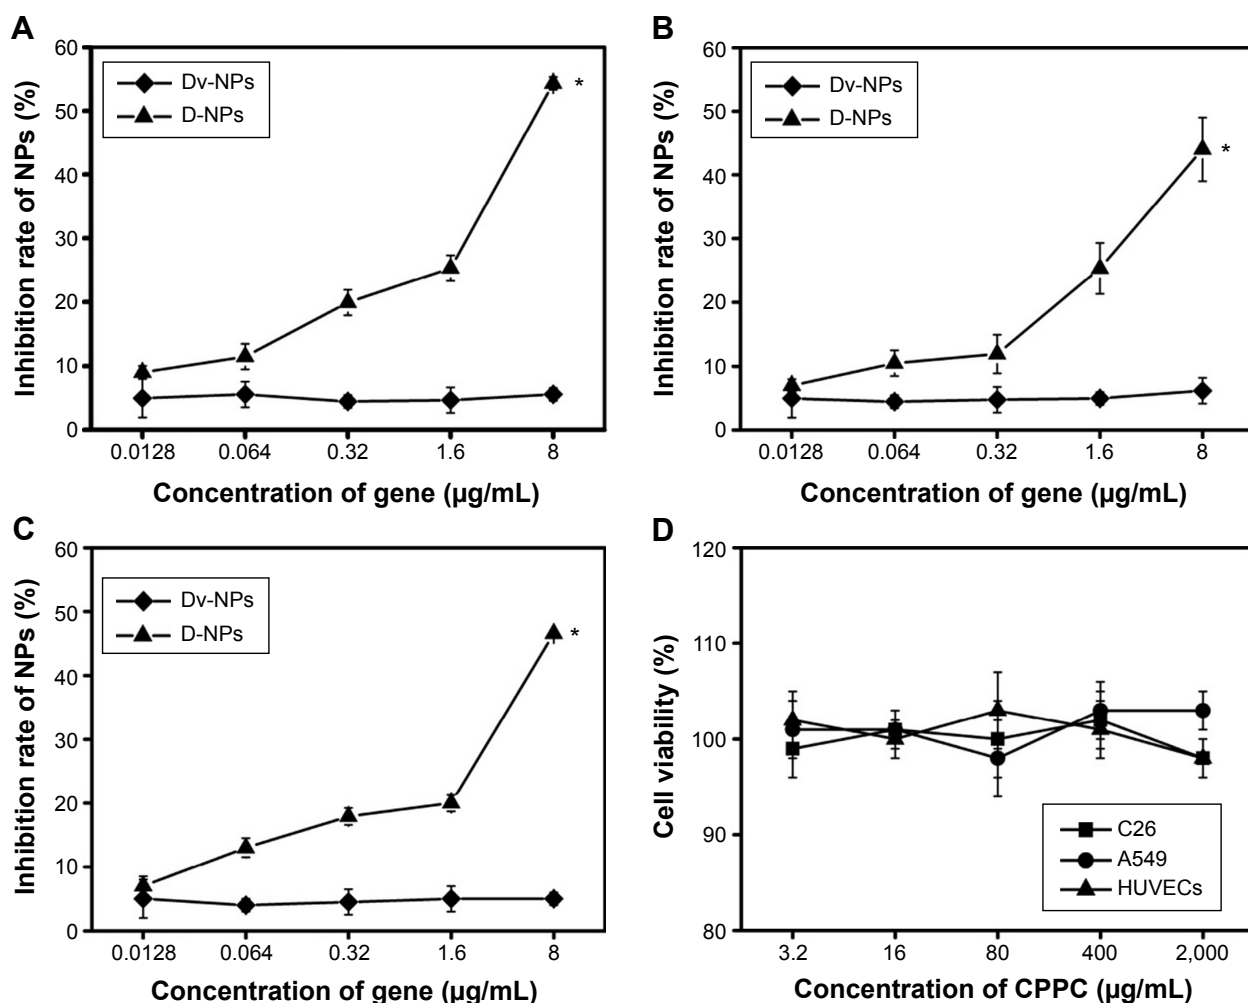 A
Inhibition rate of NPs (%)
60
50
40
30
20
10
0
Dv-NPs
D-NPs
*
0.0128 0.064 0.32 1.6 8
Concentration of gene (µg/mL)
B
Inhibition rate of NPs (%)
60
50
40
30
20
10
0
Dv-NPs
D-NPs
*
0.0128 0.064 0.32 1.6 8
Concentration of gene (µg/mL)
C
Inhibition rate of NPs (%)
60
50
40
30
20
10
0
Dv-NPs
D-NPs
*
0.0128 0.064 0.32 1.6 8
Concentration of gene (µg/mL)
D
Cell viability (%)
120
110
100
90
80
C26
A549
HUVECs
3.2 16 80 400 2,000
Concentration of CPPC (µg/mL)